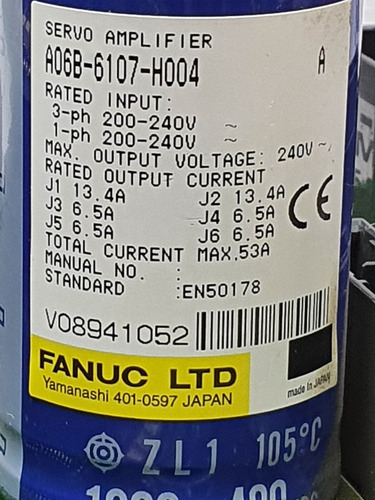 SERVO AMPLIFIER
A06B-6107-H004 A
RATED INPUT:
3-ph 200-240V ~
1-ph 200-240V ~
MAX. OUTPUT VOLTAGE: 240V ~
RATED OUTPUT CURRENT
J1 13.4A J2 13.4A
J3 6.5A J4 6.5A
J5 6.5A J6 6.5A
CE
TOTAL CURRENT MAX.53A
MANUAL NO. :
STANDARD :EN50178
V08941052
FANUC LTD
Yamanashi 401-0597 JAPAN
made in JAPAN
ZL1 105°C